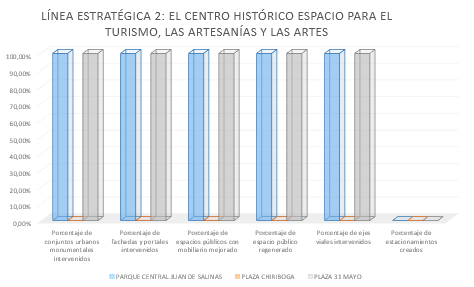 LÍNEA ESTRATÉGICA 2: EL CENTRO HISTÓRICO ESPACIO PARA EL
TURISMO, LAS ARTESANÍAS Y LAS ARTES
100,00%
90,00%
80,00%
70,00%
60,00%
50,00%
40,00%
30,00%
20,00%
10,00%
0,00%
Porcentaje de
conjuntos urbanos
monumentales
intervenidos
Porcentaje de
fachadas y portales
intervenidos
Porcentaje de
espacios públicos con
mobiliario mejorado
Porcentaje de
espacio público
regenerado
Porcentaje de ejes
viales intervenidos
Porcentaje de
estacionamientos
creados
PARQUE CENTRAL JUAN DE SALINAS
PLAZA CHIRIBOGA
PLAZA 31 MAYO